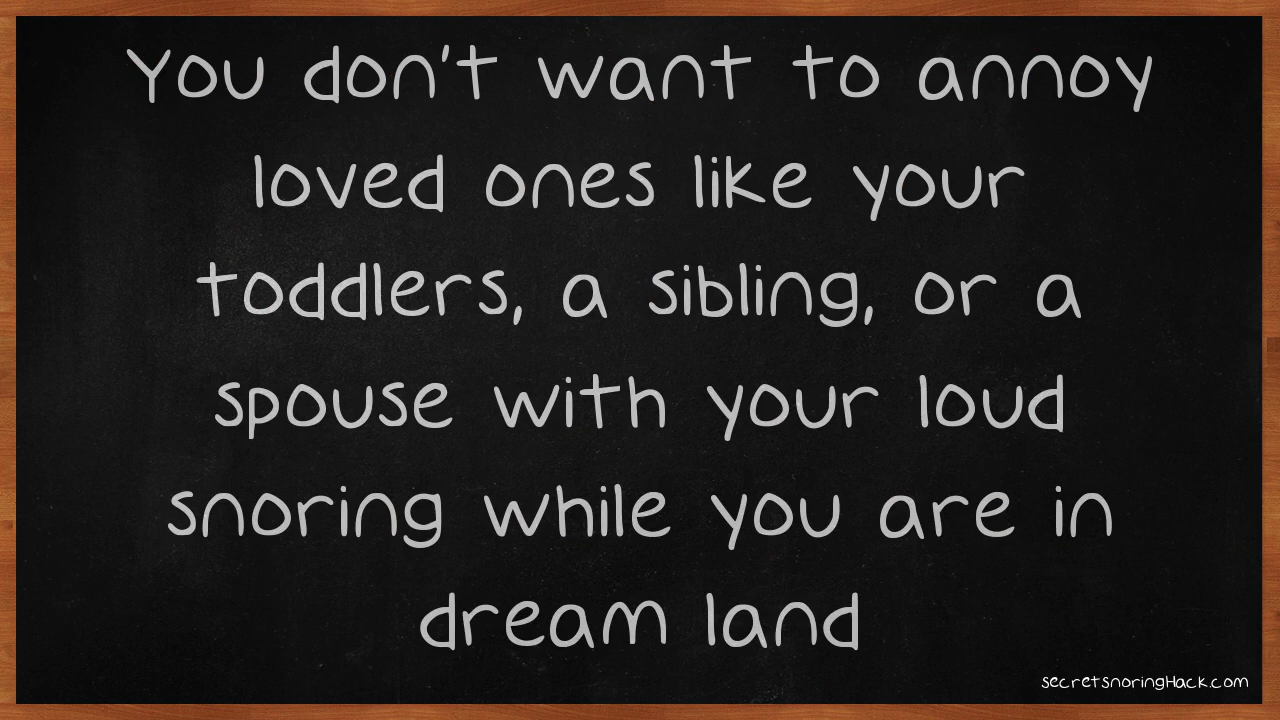 You don't want to annoy
loved ones like your
toddlers, a sibling, or a
spouse with your loud
snoring while you are in
dream land
secretsnoringHack.com